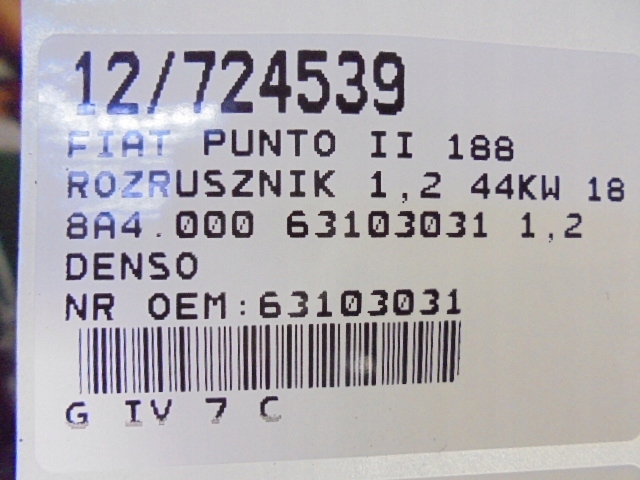 12/724539
FIAT PUNTO II 188
ROZRUSZNIK 1,2 44KW 18
8A4.000 63103031 1,2
DENSO
NR OEM:63103031
G IV 7 C